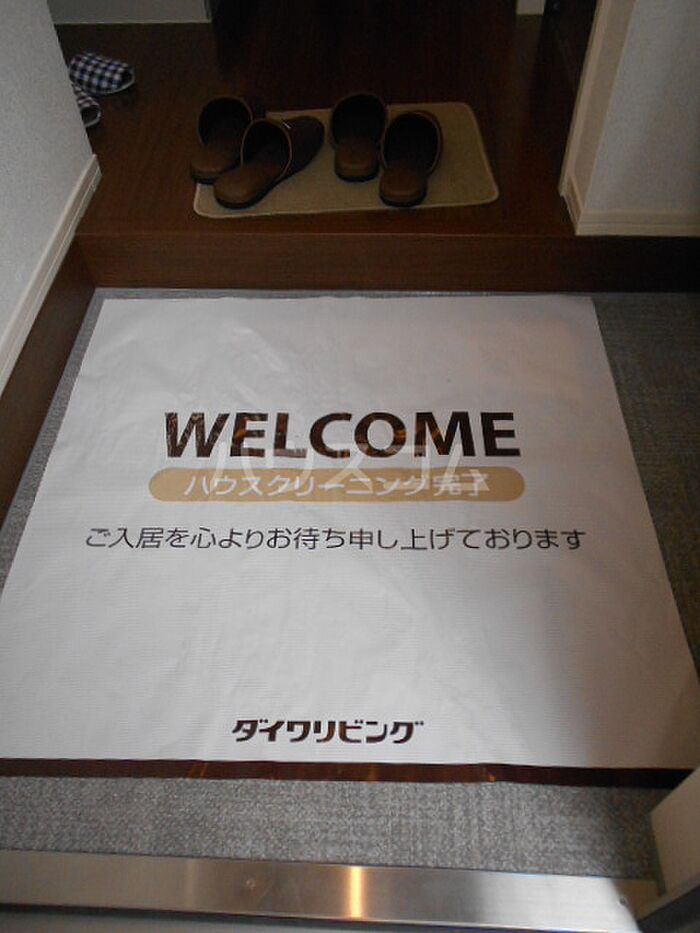 WELCOME
ハウスクリーニング完了
ご入居を心よりお待ち申し上げております
ダイワリビング